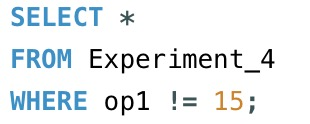 SELECT *
FROM Experiment_4
WHERE op1 != 15;